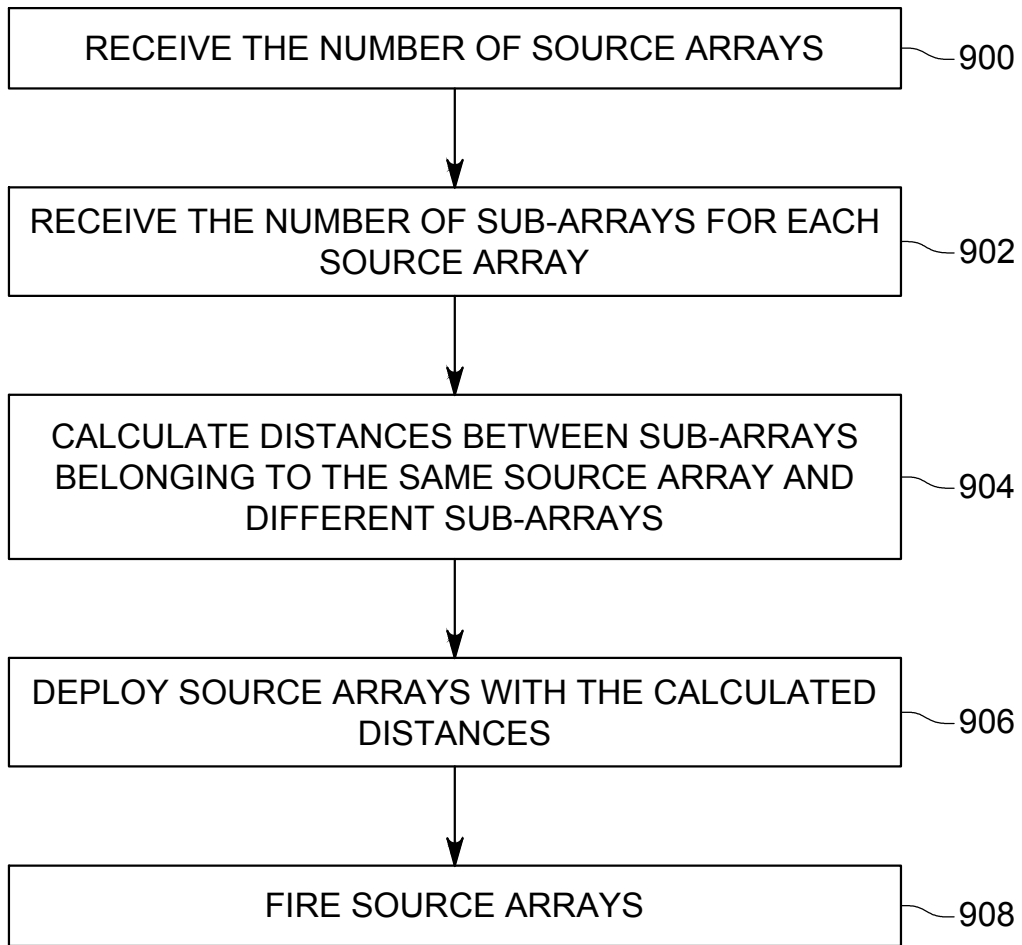 RECEIVE THE NUMBER OF SOURCE ARRAYS
900
RECEIVE THE NUMBER OF SUB-ARRAYS FOR EACH
SOURCE ARRAY
902
CALCULATE DISTANCES BETWEEN SUB-ARRAYS
BELONGING TO THE SAME SOURCE ARRAY AND
DIFFERENT SUB-ARRAYS
904
DEPLOY SOURCE ARRAYS WITH THE CALCULATED
DISTANCES
906
FIRE SOURCE ARRAYS
908